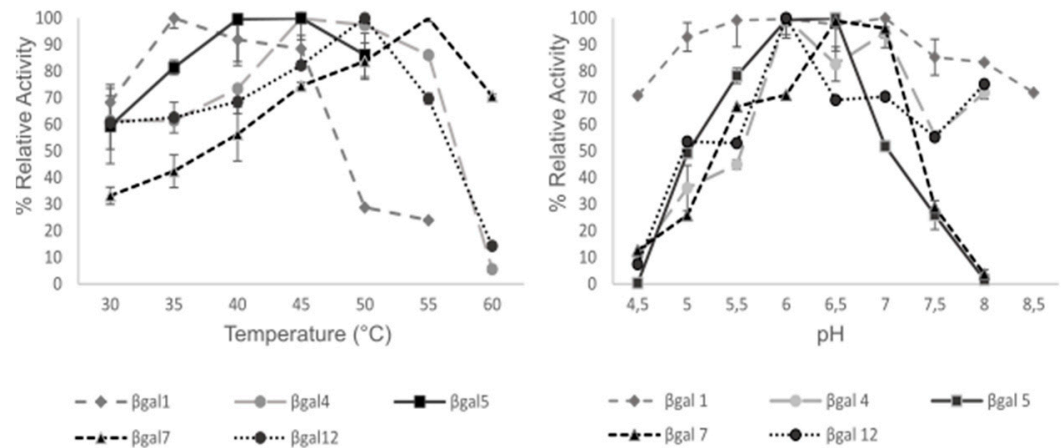 % Relative Activity
100
90
80
70
60
50
40
30
20
10
0
30 35 40 45 50 55 60
Temperature (°C)
βgal1 βgal4 βgal5
βgal7 βgal12
% Relative Activity
100
90
80
70
60
50
40
30
20
10
0
4,5 5 5,5 6 6,5 7 7,5 8 8,5
pH
βgal 1 βgal 4 βgal 5
βgal 7 βgal 12